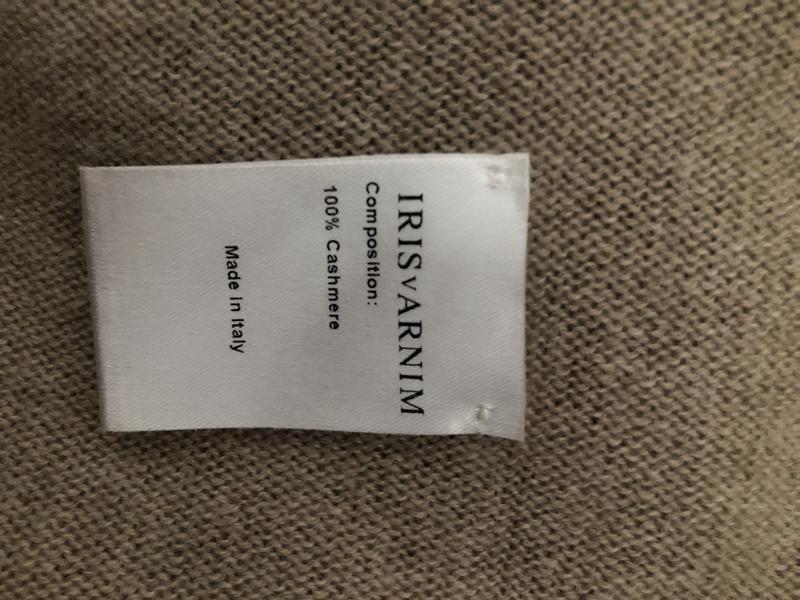 IRISvARNIM
Composition:
100% Cashmere
Made in Italy